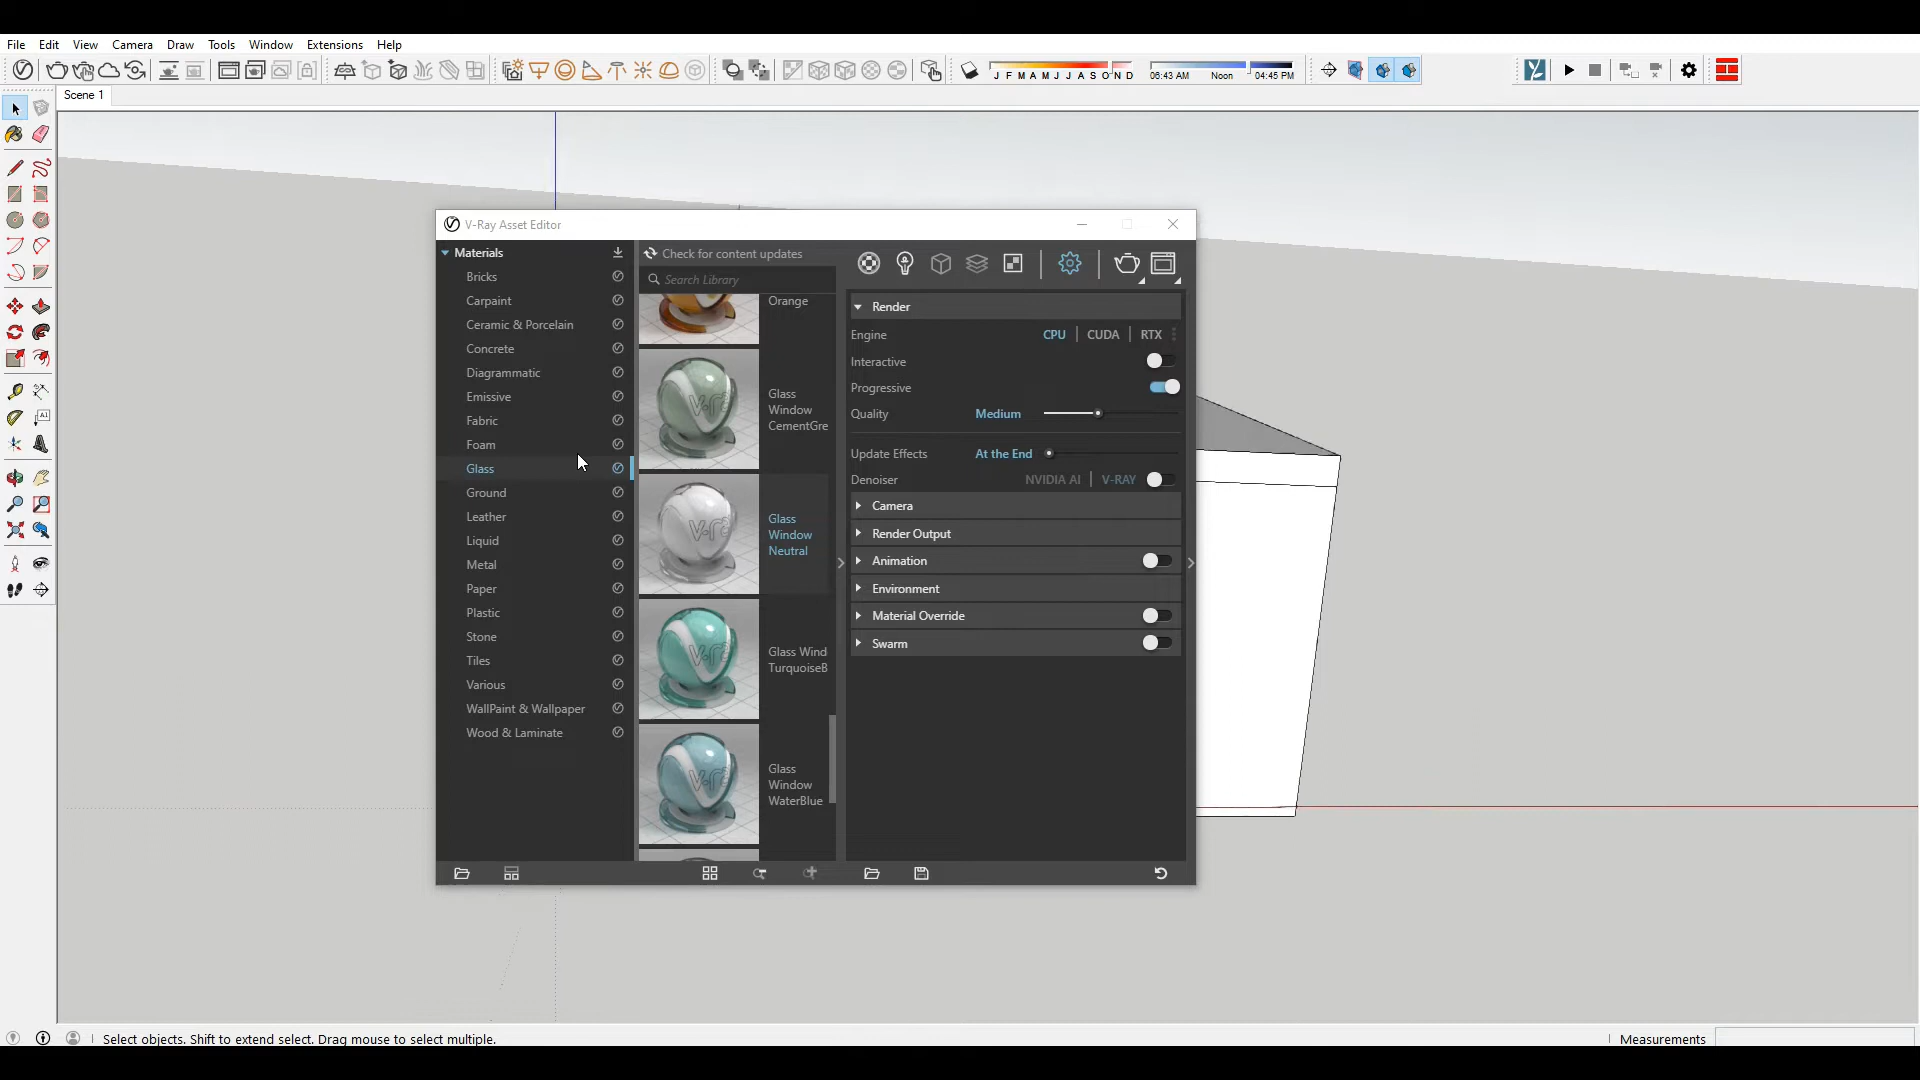 File Edit View Camera Draw Tools Window Extensions Help
J F M A M J J A S O N D 06:43 AM Noon 04:45 PM
Scene 1
V-Ray Asset Editor
Materials
Bricks
Carpaint
Ceramic & Porcelain
Concrete
Diagrammatic
Emissive
Fabric
Foam
Glass
Ground
Leather
Liquid
Metal
Paper
Plastic
Stone
Tiles
Various
WallPaint & Wallpaper
Wood & Laminate
Check for content updates
Search Library
Orange
Glass
Window
CementGre
Glass
Window
Neutral
Glass Wind
TurquoiseB
Glass
Window
WaterBlue
Render
Engine CPU CUDA RTX
Interactive
Progressive
Quality Medium
Update Effects At the End
Denoiser NVIDIA AI V-RAY
Camera
Render Output
Animation
Environment
Material Override
Swarm
Select objects. Shift to extend select. Drag mouse to select multiple.
Measurements